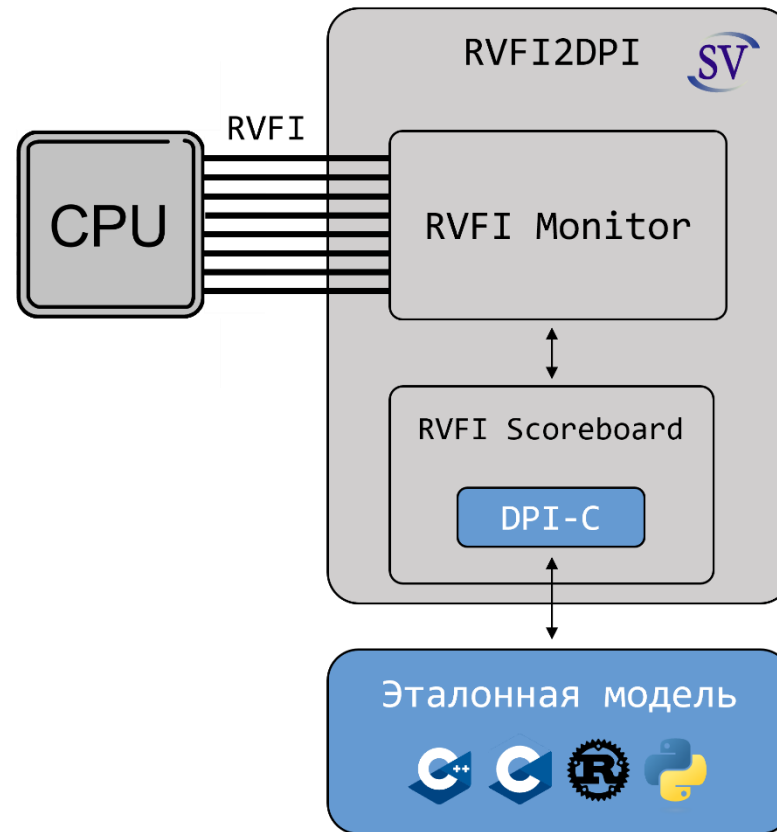 RVFI2DPI
SV
RVFI
CPU
RVFI Monitor
RVFI Scoreboard
DPI-C
Эталонная модель
C++
C
R